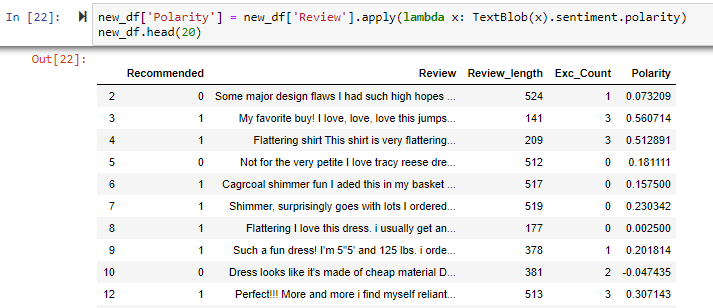 In [22]: new_df['Polarity'] = new_df['Review'].apply(lambda x: TextBlob(x).sentiment.polarity)
new_df.head(20)
Out[22]:
Recommended Review Review_length Exc_Count Polarity
2 0 Some major design flaws I had such high hopes ... 524 1 0.073209
3 1 My favorite buy! I love, love, love this jumps... 141 3 0.560714
4 1 Flattering shirt This shirt is very flattering... 209 3 0.512891
5 0 Not for the very petite I love tracy reese dre... 512 0 0.181111
6 1 Cagrcoal shimmer fun I aded this in my basket ... 517 0 0.157500
7 1 Shimmer, surprisingly goes with lots I ordered... 519 0 0.230342
8 1 Flattering I love this dress. i usually get an... 177 0 0.002500
9 1 Such a fun dress! I'm 5"5' and 125 lbs. i orde... 378 1 0.201814
10 0 Dress looks like it's made of cheap material D... 381 2 -0.047435
12 1 Perfect!!! More and more i find myself reliant... 513 3 0.307143